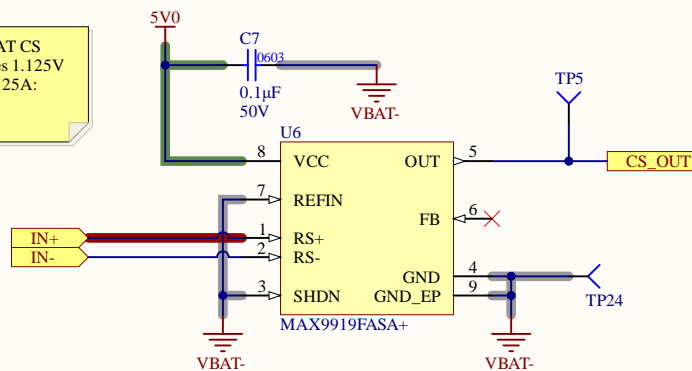 5V0
AT CS
es 1.125V
25A:
C7
0603
0.1µF
50V
VBAT-
TP5
U6
8 VCC OUT 5
CS_OUT
7 REFIN
FB 6
IN+ 1 RS+
IN- 2 RS-
GND 4
3 SHDN GND_EP 9
TP24
MAX9919FASA+
VBAT- VBAT-